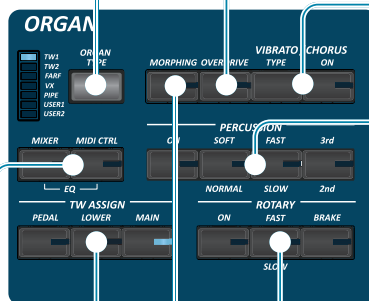 ORGAN
TW1
TW2
FARF
VX
PIPE
USER1
USER2
ORGAN
TYPE
VIBRATO/CHORUS
MORPHING OVERDRIVE TYPE ON
PERCUSSION
MIXER MIDI CTRL
ON SOFT FAST 3rd
EQ
NORMAL SLOW 2nd
TW ASSIGN
ROTARY
PEDAL LOWER MAIN
ON FAST BRAKE
SLOW